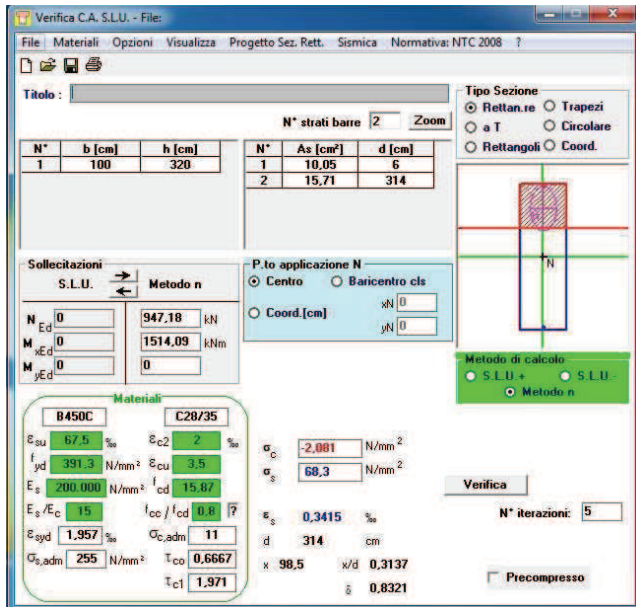 Verifica C.A. S.L.U. - File:
File Materiali Opzioni Visualizza Progetto Sez. Rett. Sismica Normativa: NTC 2008 ?
Titolo :
N° strati barre 2 Zoom
Tipo Sezione
Rettan.re Trapezi
a T Circolare
Rettangoli Coord.
N° b [cm] h [cm]
1 100 320
N° As [cm²] d [cm]
1 10,05 6
2 15,71 314
N
Sollecitazioni
S.L.U. Metodo n
N Ed 0 947,18 kN
M xEd 0 1514,09 kNm
M yEd 0 0
P.to applicazione N
Centro Baricentro cls
Coord.[cm]
xN 0
yN 0
Metodo di calcolo
S.L.U.+ S.L.U.-
Metodo n
Materiali
B450C C28/35
εsu 67,5 ‰ εc2 2 ‰
fyd 391,3 N/mm² εcu 3,5
Es 200.000 N/mm² fcd 15,87
Es/Ec 15 fcc/fcd 0,8 ?
εsyd 1,957 ‰ σc,adm 11
σs,adm 255 N/mm² τco 0,6667
τc1 1,971
σc -2,081 N/mm²
σs 68,3 N/mm²
εs 0,3415 ‰
d 314 cm
x 98,5 x/d 0,3137
δ 0,8321
Verifica
N° iterazioni: 5
Precompresso